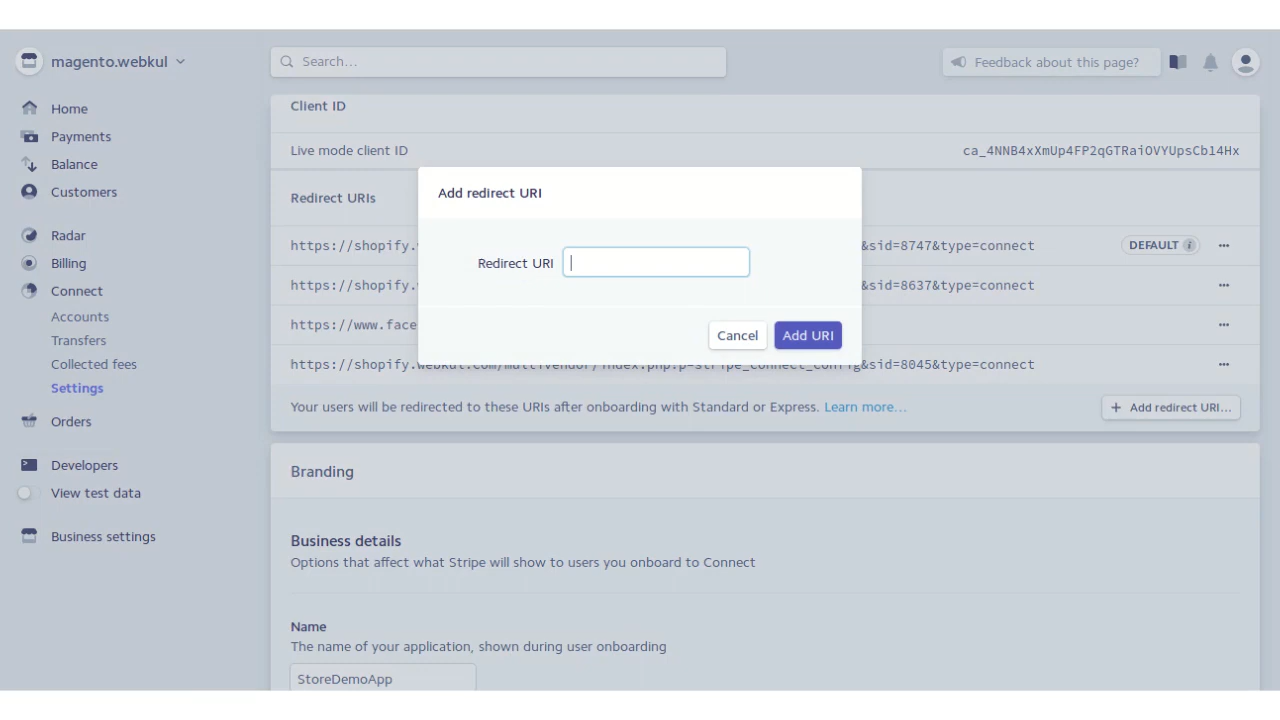 magento.webkul
Search...
Feedback about this page?
Home
Payments
Balance
Customers
Radar
Billing
Connect
Accounts
Transfers
Collected fees
Settings
Orders
Developers
View test data
Business settings
Client ID
Live mode client ID
ca_4NNB4xXmUp4FP2qGTRaiOVYUpsCb14Hx
Redirect URIs
https://shopify. &sid=8747&type=connect DEFAULT i
https://shopify. &sid=8637&type=connect
https://www.face
https://shopify. &sid=8045&type=connect
Your users will be redirected to these URIs after onboarding with Standard or Express. Learn more...
+ Add redirect URI...
Add redirect URI
Redirect URI
Cancel
Add URI
Branding
Business details
Options that affect what Stripe will show to users you onboard to Connect
Name
The name of your application, shown during user onboarding
StoreDemoApp